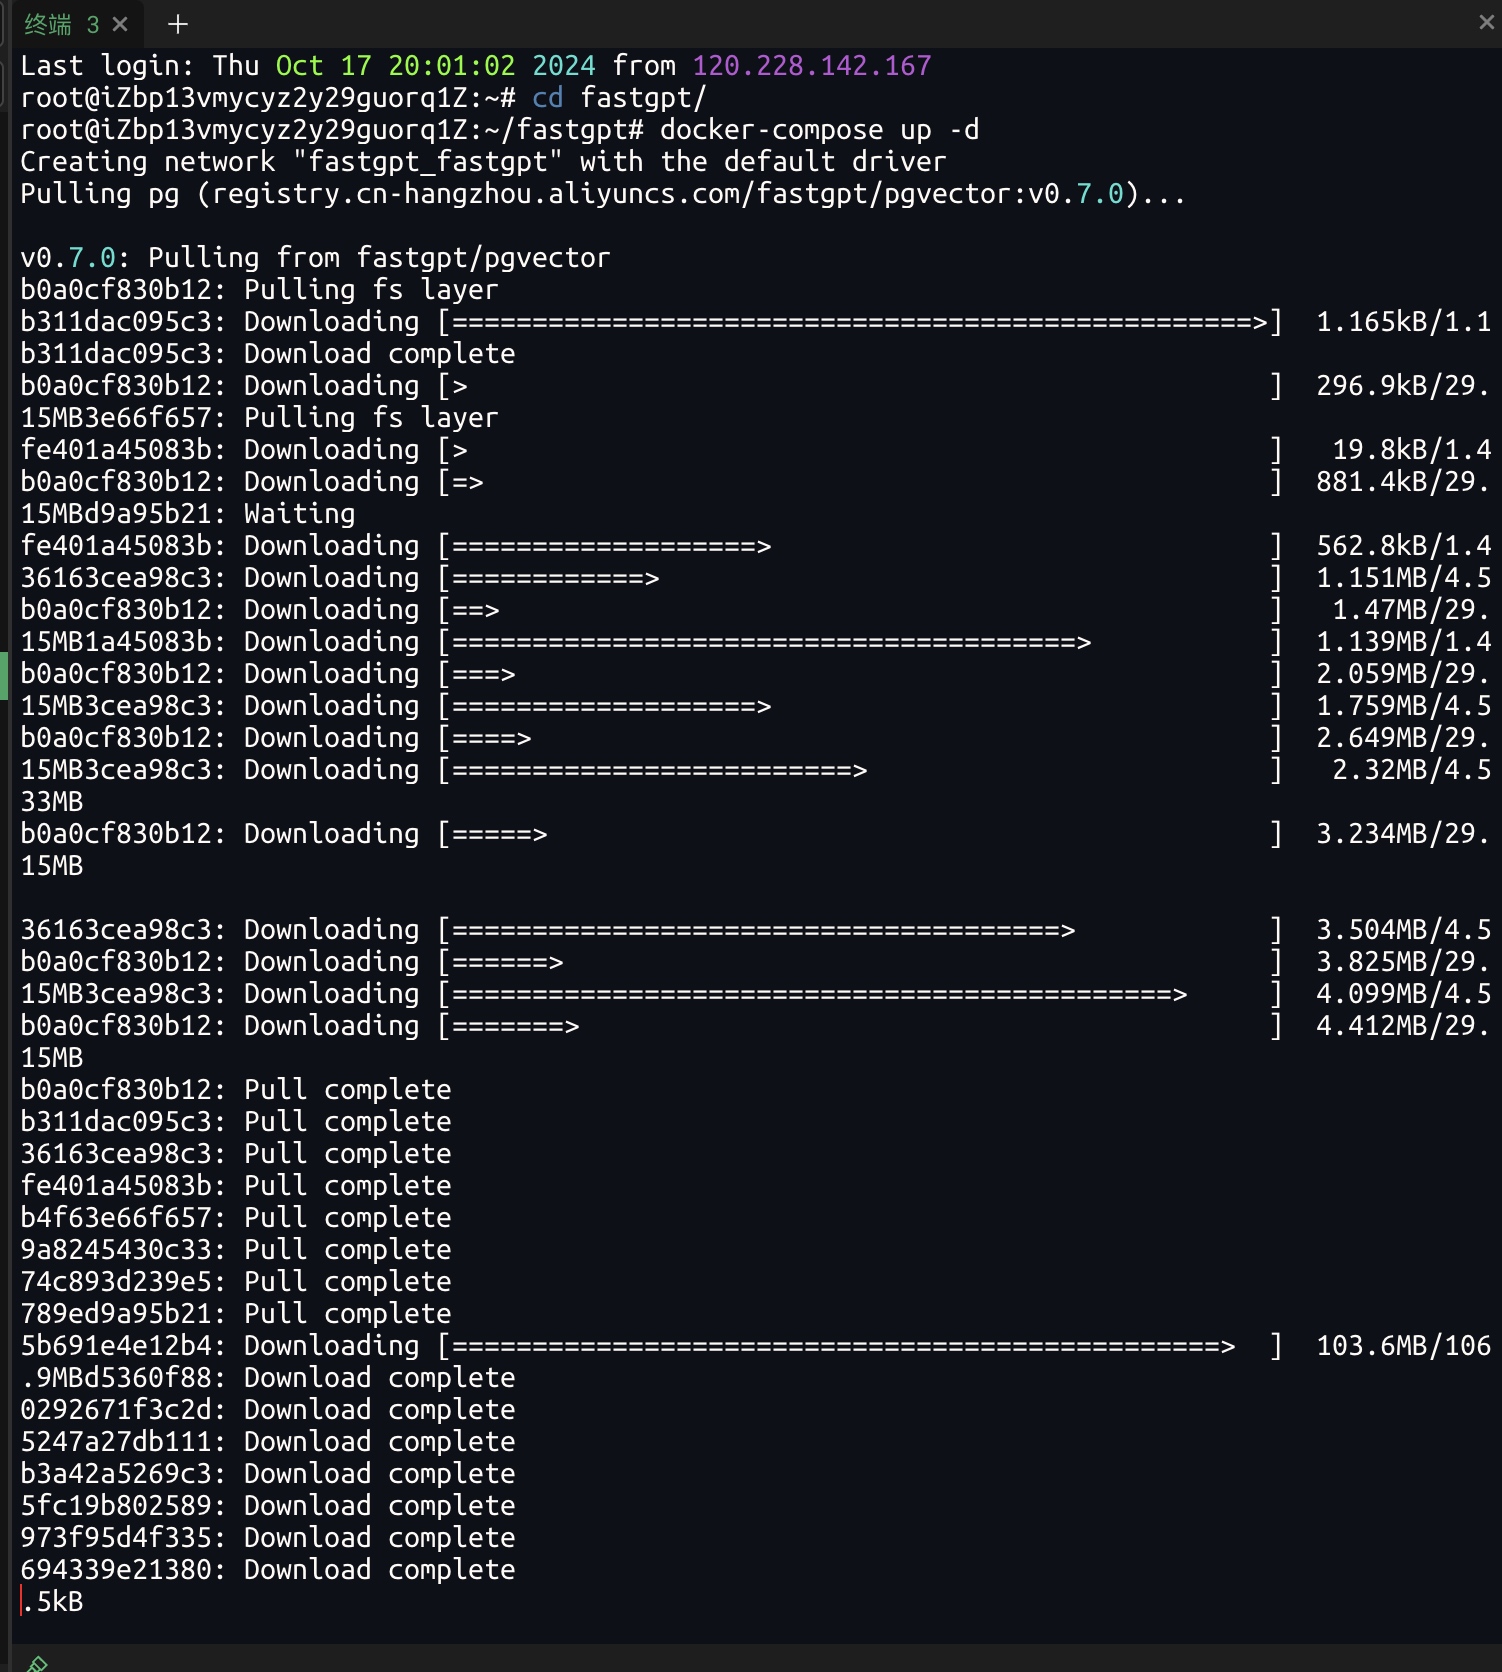 终端 3
Last login: Thu Oct 17 20:01:02 2024 from 120.228.142.167
root@iZbp13vmycyz2y29guorq1Z:~# cd fastgpt/
root@iZbp13vmycyz2y29guorq1Z:~/fastgpt# docker-compose up -d
Creating network "fastgpt_fastgpt" with the default driver
Pulling pg (registry.cn-hangzhou.aliyuncs.com/fastgpt/pgvector:v0.7.0)...
v0.7.0: Pulling from fastgpt/pgvector
b0a0cf830b12: Pulling fs layer
b311dac095c3: Downloading [==================================================>]  1.165kB/1.1
b311dac095c3: Download complete
b0a0cf830b12: Downloading [>                                                  ]  296.9kB/29.
15MB3e66f657: Pulling fs layer
fe401a45083b: Downloading [>                                                  ]   19.8kB/1.4
b0a0cf830b12: Downloading [=>                                                 ]  881.4kB/29.
15MBd9a95b21: Waiting
fe401a45083b: Downloading [===================>                               ]  562.8kB/1.4
36163cea98c3: Downloading [============>                                      ]  1.151MB/4.5
b0a0cf830b12: Downloading [==>                                                ]   1.47MB/29.
15MB1a45083b: Downloading [=======================================>           ]  1.139MB/1.4
b0a0cf830b12: Downloading [===>                                               ]  2.059MB/29.
15MB3cea98c3: Downloading [===================>                               ]  1.759MB/4.5
b0a0cf830b12: Downloading [====>                                              ]  2.649MB/29.
15MB3cea98c3: Downloading [=========================>                         ]   2.32MB/4.5
33MB
b0a0cf830b12: Downloading [=====>                                             ]  3.234MB/29.
15MB
36163cea98c3: Downloading [======================================>            ]  3.504MB/4.5
b0a0cf830b12: Downloading [======>                                            ]  3.825MB/29.
15MB3cea98c3: Downloading [=============================================>     ]  4.099MB/4.5
b0a0cf830b12: Downloading [=======>                                           ]  4.412MB/29.
15MB
b0a0cf830b12: Pull complete
b311dac095c3: Pull complete
36163cea98c3: Pull complete
fe401a45083b: Pull complete
b4f63e66f657: Pull complete
9a8245430c33: Pull complete
74c893d239e5: Pull complete
789ed9a95b21: Pull complete
5b691e4e12b4: Downloading [================================================>  ]  103.6MB/106
.9MBd5360f88: Download complete
0292671f3c2d: Download complete
5247a27db111: Download complete
b3a42a5269c3: Download complete
5fc19b802589: Download complete
973f95d4f335: Download complete
694339e21380: Download complete
.5kB